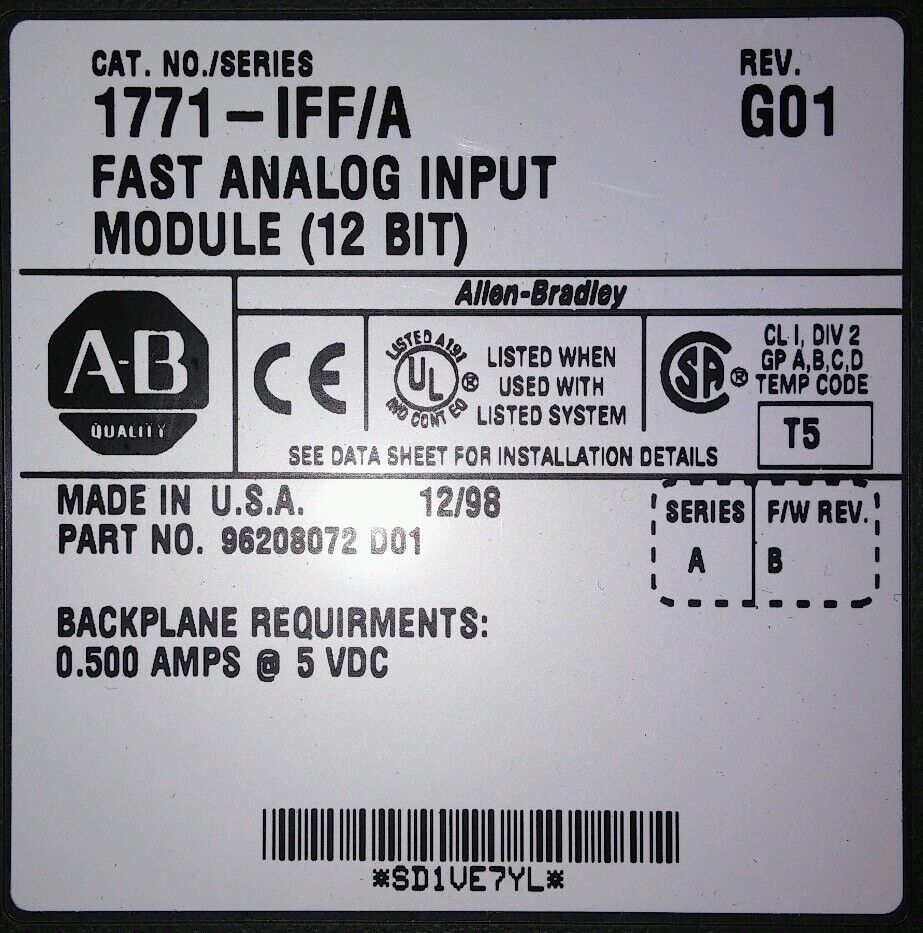 CAT. NO./SERIES
1771-IFF/A
REV.
G01
FAST ANALOG INPUT
MODULE (12 BIT)
Allen-Bradley
A-B
QUALITY
CE
LISTED A191
UL
IND CONT EQ
®
LISTED WHEN
USED WITH
LISTED SYSTEM
SA ®
CL I, DIV 2
GP A,B,C,D
TEMP CODE
T5
SEE DATA SHEET FOR INSTALLATION DETAILS
MADE IN U.S.A. 12/98
PART NO. 96208072 D01
SERIES
A
F/W REV.
B
BACKPLANE REQUIRMENTS:
0.500 AMPS @ 5 VDC
*SD1VE7YL*